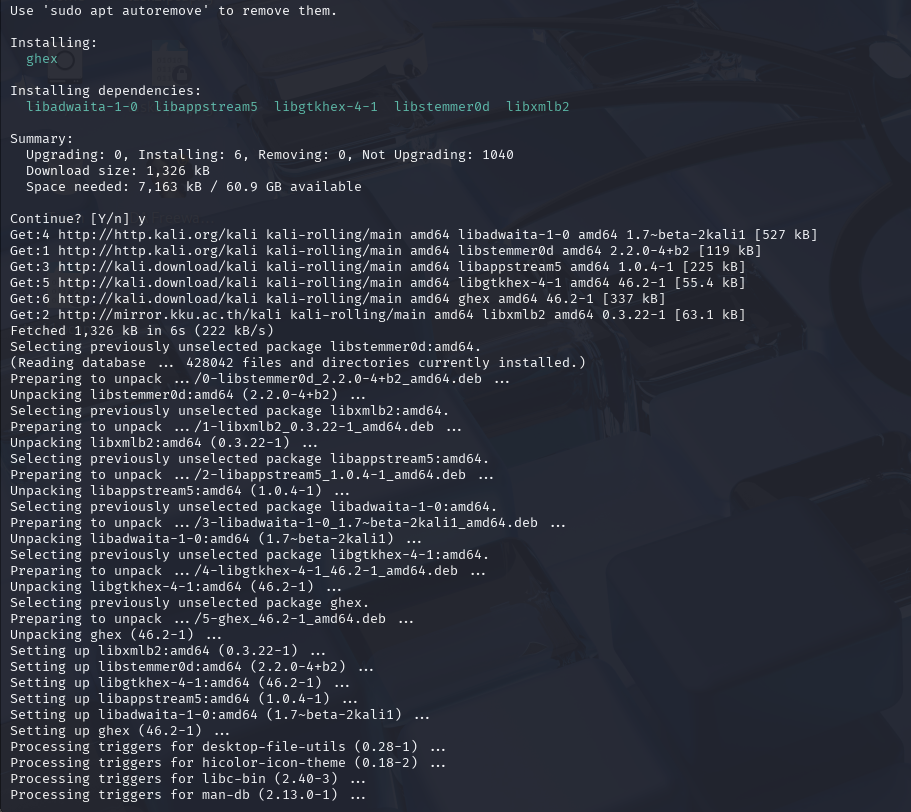 Use 'sudo apt autoremove' to remove them.
Installing:
ghex
Installing dependencies:
libadwaita-1-0  libappstream5  libgtkhex-4-1  libstemmer0d  libxmlb2
Summary:
Upgrading: 0, Installing: 6, Removing: 0, Not Upgrading: 1040
Download size: 1,326 kB
Space needed: 7,163 kB / 60.9 GB available
Continue? [Y/n] y
Get:4 http://http.kali.org/kali kali-rolling/main amd64 libadwaita-1-0 amd64 1.7~beta-2kali1 [527 kB]
Get:1 http://http.kali.org/kali kali-rolling/main amd64 libstemmer0d amd64 2.2.0-4+b2 [119 kB]
Get:3 http://kali.download/kali kali-rolling/main amd64 libappstream5 amd64 1.0.4-1 [225 kB]
Get:5 http://kali.download/kali kali-rolling/main amd64 libgtkhex-4-1 amd64 46.2-1 [55.4 kB]
Get:6 http://kali.download/kali kali-rolling/main amd64 ghex amd64 46.2-1 [337 kB]
Get:2 http://mirror.kku.ac.th/kali kali-rolling/main amd64 libxmlb2 amd64 0.3.22-1 [63.1 kB]
Fetched 1,326 kB in 6s (222 kB/s)
Selecting previously unselected package libstemmer0d:amd64.
(Reading database ... 428042 files and directories currently installed.)
Preparing to unpack .../0-libstemmer0d_2.2.0-4+b2_amd64.deb ...
Unpacking libstemmer0d:amd64 (2.2.0-4+b2) ...
Selecting previously unselected package libxmlb2:amd64.
Preparing to unpack .../1-libxmlb2_0.3.22-1_amd64.deb ...
Unpacking libxmlb2:amd64 (0.3.22-1) ...
Selecting previously unselected package libappstream5:amd64.
Preparing to unpack .../2-libappstream5_1.0.4-1_amd64.deb ...
Unpacking libappstream5:amd64 (1.0.4-1) ...
Selecting previously unselected package libadwaita-1-0:amd64.
Preparing to unpack .../3-libadwaita-1-0_1.7~beta-2kali1_amd64.deb ...
Unpacking libadwaita-1-0:amd64 (1.7~beta-2kali1) ...
Selecting previously unselected package libgtkhex-4-1:amd64.
Preparing to unpack .../4-libgtkhex-4-1_46.2-1_amd64.deb ...
Unpacking libgtkhex-4-1:amd64 (46.2-1) ...
Selecting previously unselected package ghex.
Preparing to unpack .../5-ghex_46.2-1_amd64.deb ...
Unpacking ghex (46.2-1) ...
Setting up libxmlb2:amd64 (0.3.22-1) ...
Setting up libstemmer0d:amd64 (2.2.0-4+b2) ...
Setting up libgtkhex-4-1:amd64 (46.2-1) ...
Setting up libappstream5:amd64 (1.0.4-1) ...
Setting up libadwaita-1-0:amd64 (1.7~beta-2kali1) ...
Setting up ghex (46.2-1) ...
Processing triggers for desktop-file-utils (0.28-1) ...
Processing triggers for hicolor-icon-theme (0.18-2) ...
Processing triggers for libc-bin (2.40-3) ...
Processing triggers for man-db (2.13.0-1) ...